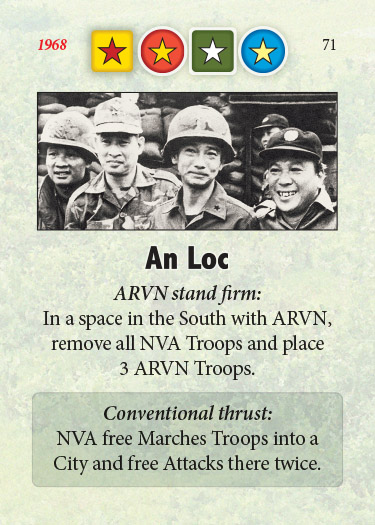 1968 71
An Loc
ARVN stand firm:
In a space in the South with ARVN,
remove all NVA Troops and place
3 ARVN Troops.
Conventional thrust:
NVA free Marches Troops into a
City and free Attacks there twice.